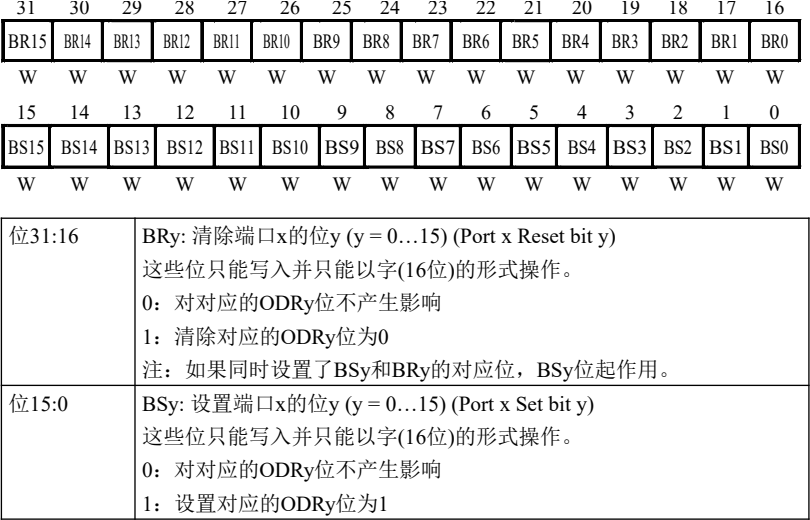 31 30 29 28 27 26 25 24 23 22 21 20 19 18 17 16
BR15 BR14 BR13 BR12 BR11 BR10 BR9 BR8 BR7 BR6 BR5 BR4 BR3 BR2 BR1 BR0
W W W W W W W W W W W W W W W W
15 14 13 12 11 10 9 8 7 6 5 4 3 2 1 0
BS15 BS14 BS13 BS12 BS11 BS10 BS9 BS8 BS7 BS6 BS5 BS4 BS3 BS2 BS1 BS0
W W W W W W W W W W W W W W W W
位31:16 BRy: 清除端口x的位y (y = 0…15) (Port x Reset bit y)
这些位只能写入并只能以字(16位)的形式操作。
0：对对应的ODRy位不产生影响
1：清除对应的ODRy位为0
注：如果同时设置了BSy和BRy的对应位，BSy位起作用。
位15:0 BSy: 设置端口x的位y (y = 0…15) (Port x Set bit y)
这些位只能写入并只能以字(16位)的形式操作。
0：对对应的ODRy位不产生影响
1：设置对应的ODRy位为1